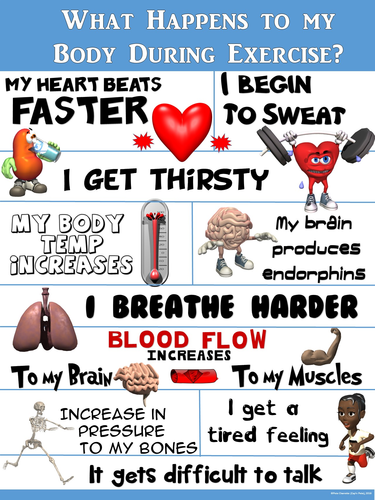 What Happens to my
Body During Exercise?
MY HEART BEATS
FASTER
I BEGIN
TO SWEAT
I GET THiRSTY
MY BODY
TEMP
iNCREASES
My brain
produces
endorphins
I BREATHE HARDER
BLOOD FLOW
INCREASES
To my Brain
To my Muscles
INCREASE IN
PRESSURE
TO MY BONES
I get a
tired feeling
It gets difficult to talk